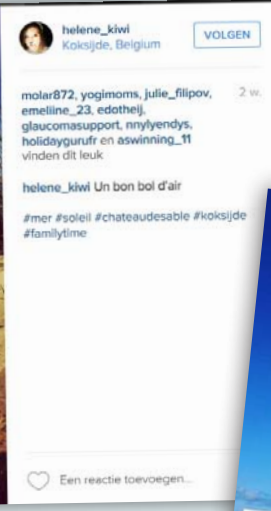 helene_kiwi
Koksijde, Belgium
VOLGEN
molar872, yogimoms, julie_filipov, 2 w.
emeliine_23, edotheij,
glaucomasupport, nnylyendys,
holidaygurufr en aswinning_11
vinden dit leuk
helene_kiwi Un bon bol d'air
#mer #soleil #chateaudesable #koksijde
#familytime
Een reactie toevoegen...